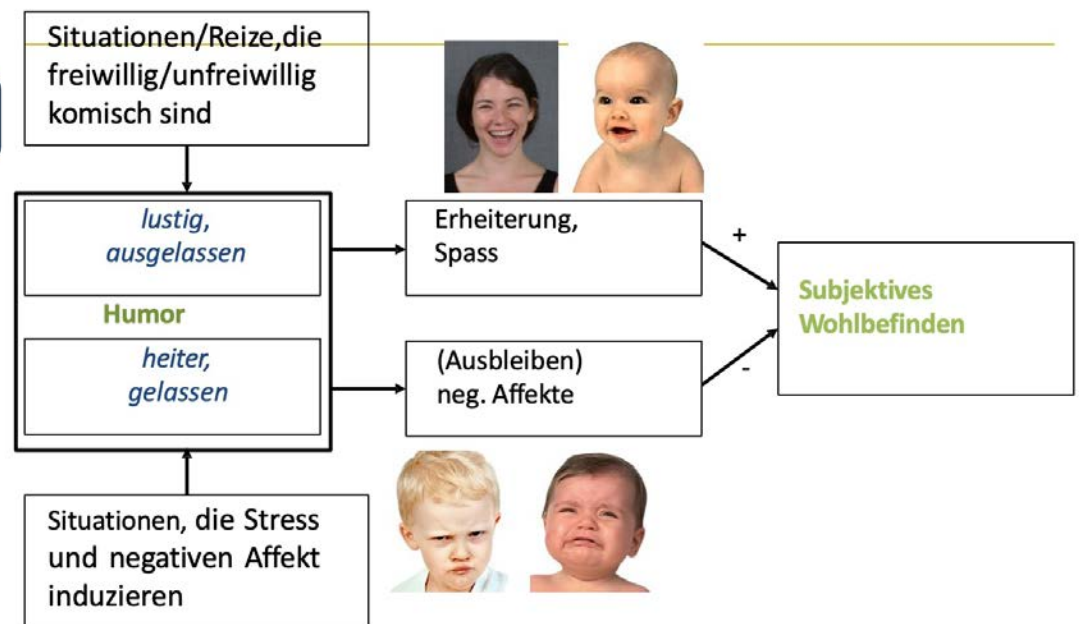 Situationen/Reize,die
freiwillig/unfreiwillig
komisch sind
lustig,
ausgelassen
Humor
heiter,
gelassen
Situationen, die Stress
und negativen Affekt
induzieren
Erheiterung,
Spass
(Ausbleiben)
neg. Affekte
+
-
Subjektives
Wohlbefinden